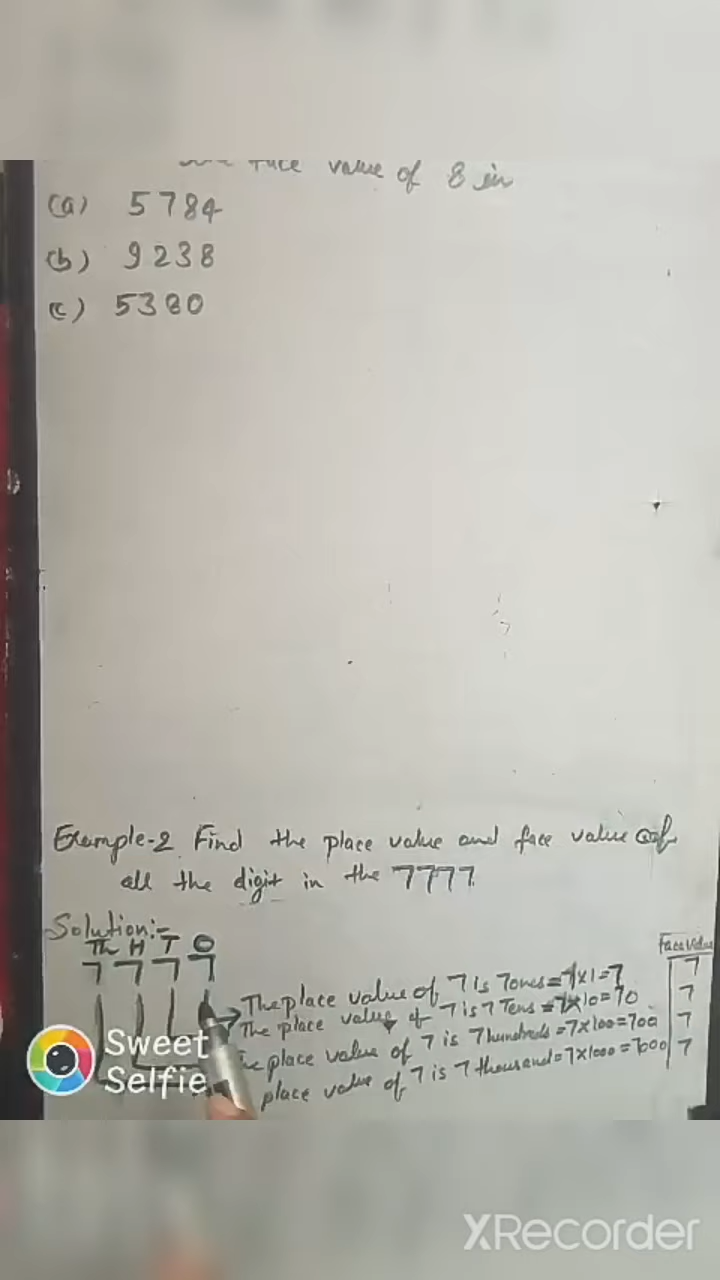 face value of 8 in
(a) 5784
(b) 9238
(c) 5380
Example-2 Find the place value and face value of
all the digit in the 7777.
Solution:-
Th H T O
7 7 7 7
Face Value
The place value of 7 is 7ones = 7x1=7 7
The place value of 7 is 7 Tens = 7x10=70 7
place value of 7 is 7 hundreds =7x100=700 7
place value of 7 is 7 thousand=7x1000=7000 7
Sweet
Selfie
XRecorder